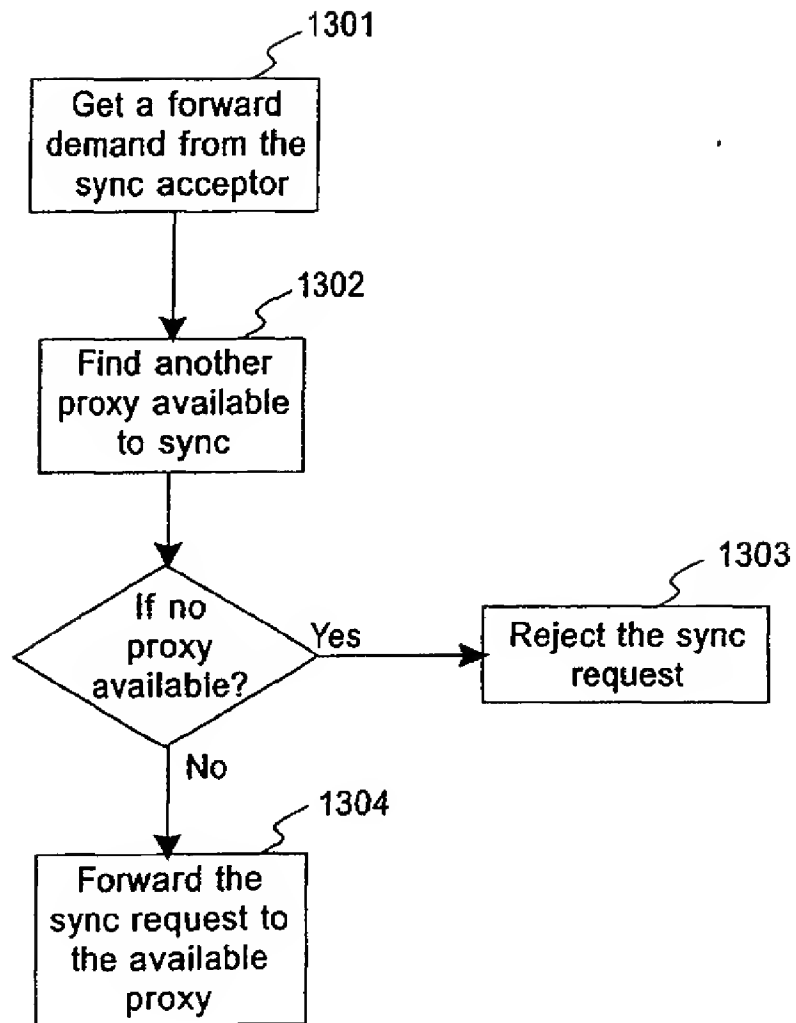 1301
Get a forward
demand from the
sync acceptor
1302
Find another
proxy available
to sync
If no
proxy
available?
Yes
1303
Reject the sync
request
No
1304
Forward the
sync request to
the available
proxy